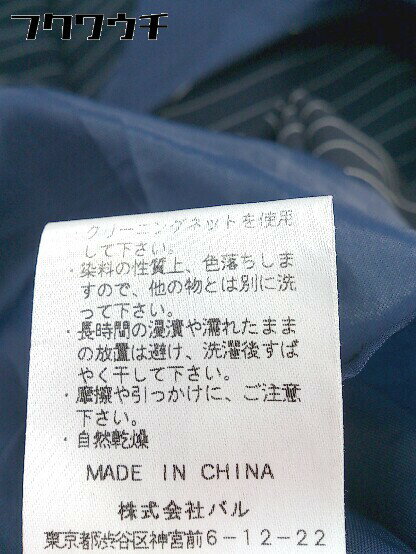 フクワウチ
・クリーニングネットを使用
して下さい。
・染料の性質上、色落ちしま
すので、他の物とは別に洗
って下さい。
・長時間の浸漬や濡れたまま
の放置は避け、洗濯後すば
やく干して下さい。
・摩擦や引っかけに、ご注意
下さい。
・自然乾燥
MADE IN CHINA
株式会社バル
東京都渋谷区神宮前6-12-22